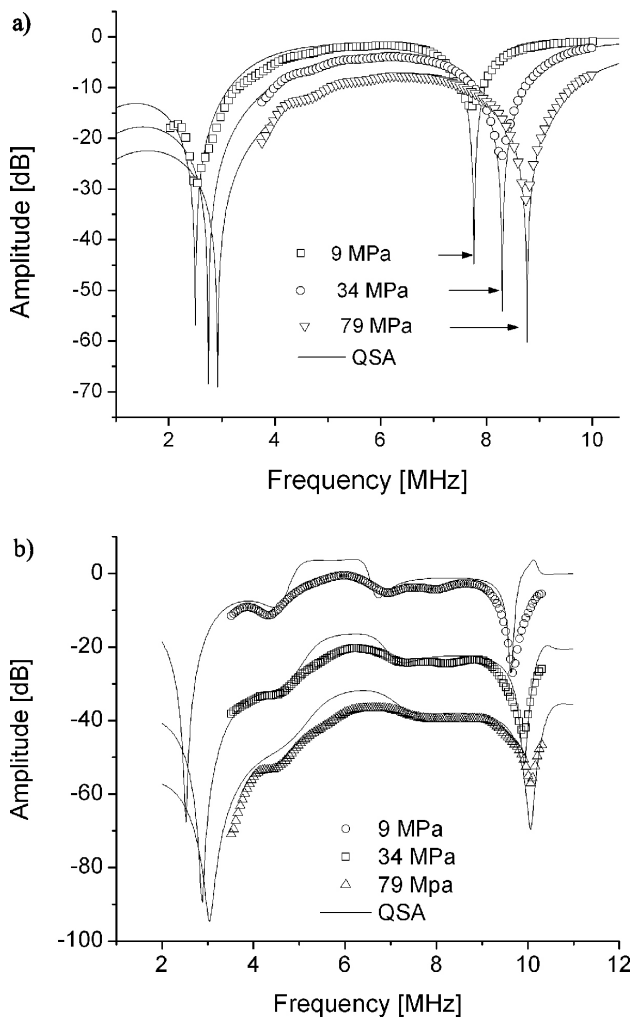 a)
0
-10
-20
-30
-40
-50
-60
-70
Amplitude [dB]
9 MPa
34 MPa
79 MPa
QSA
2 4 6 8 10
Frequency [MHz]
b)
0
-20
-40
-60
-80
-100
Amplitude [dB]
9 MPa
34 MPa
79 Mpa
QSA
2 4 6 8 10 12
Frequency [MHz]